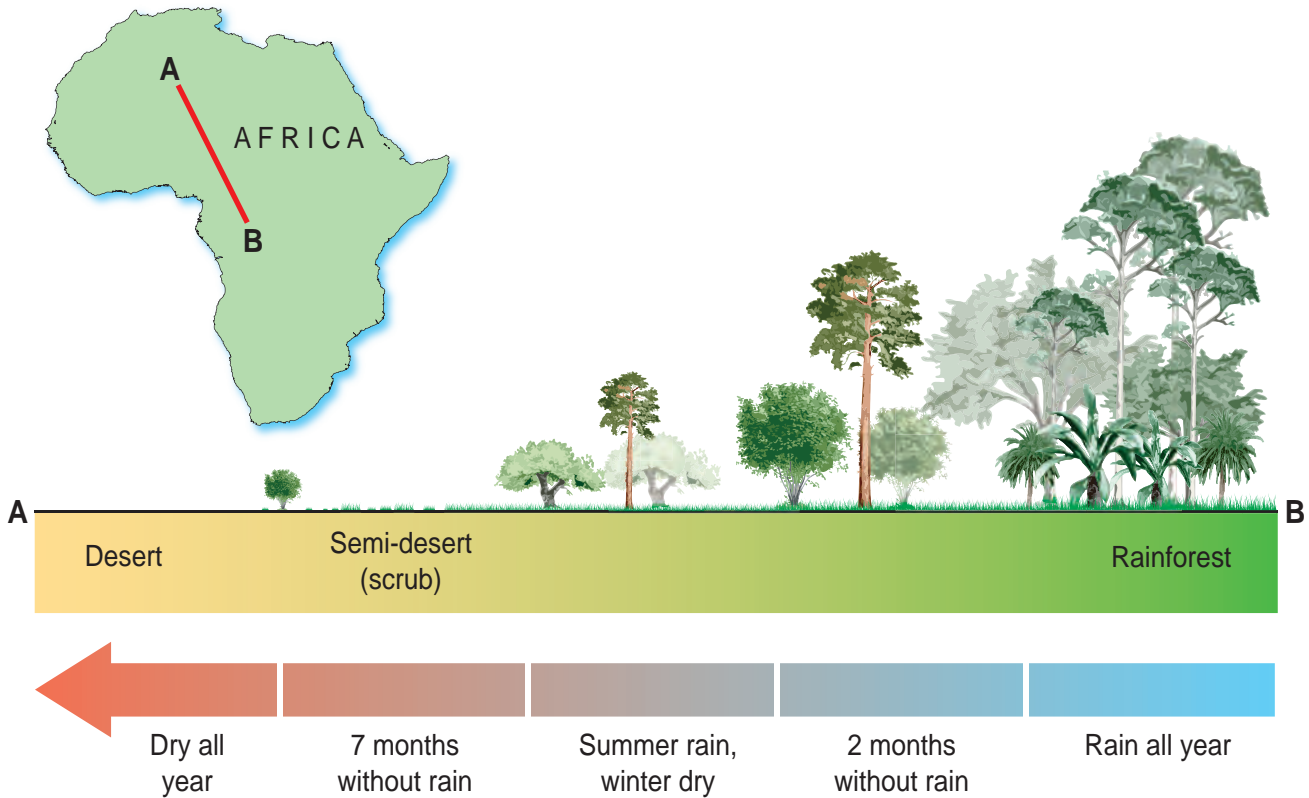 A
AFRICA
B
A
B
Desert
Semi-desert
(scrub)
Rainforest
Dry all
year
7 months
without rain
Summer rain,
winter dry
2 months
without rain
Rain all year